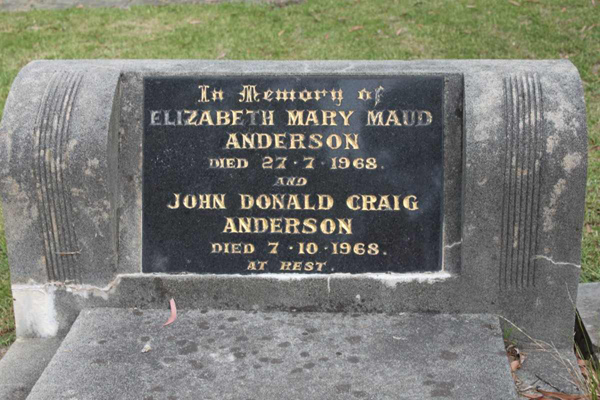 In Memory of
ELIZABETH MARY MAUD
ANDERSON
DIED 27·7·1968.
AND
JOHN DONALD CRAIG
ANDERSON
DIED 7·10·1968.
AT REST.